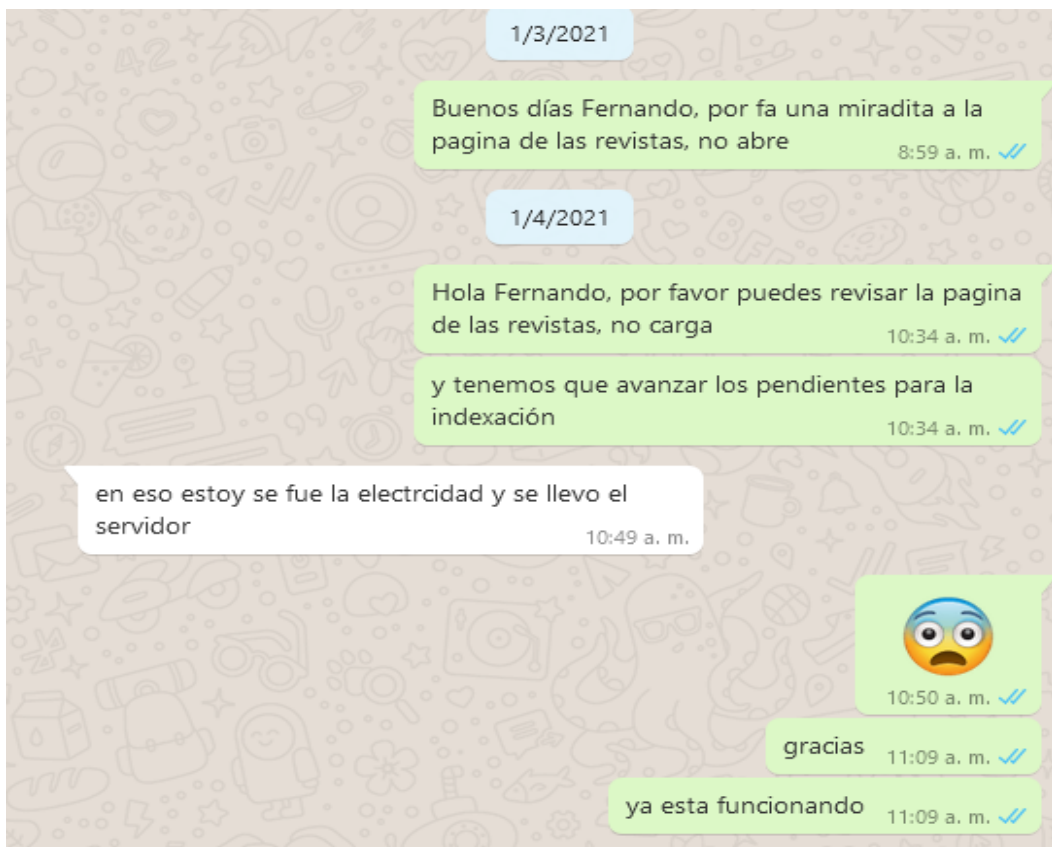 1/3/2021
Buenos días Fernando, por fa una miradita a la
pagina de las revistas, no abre
8:59 a. m.
1/4/2021
Hola Fernando, por favor puedes revisar la pagina
de las revistas, no carga
10:34 a. m.
y tenemos que avanzar los pendientes para la
indexación
10:34 a. m.
en eso estoy se fue la electrcidad y se llevo el
servidor
10:49 a. m.
10:50 a. m.
gracias 11:09 a. m.
ya esta funcionando 11:09 a. m.